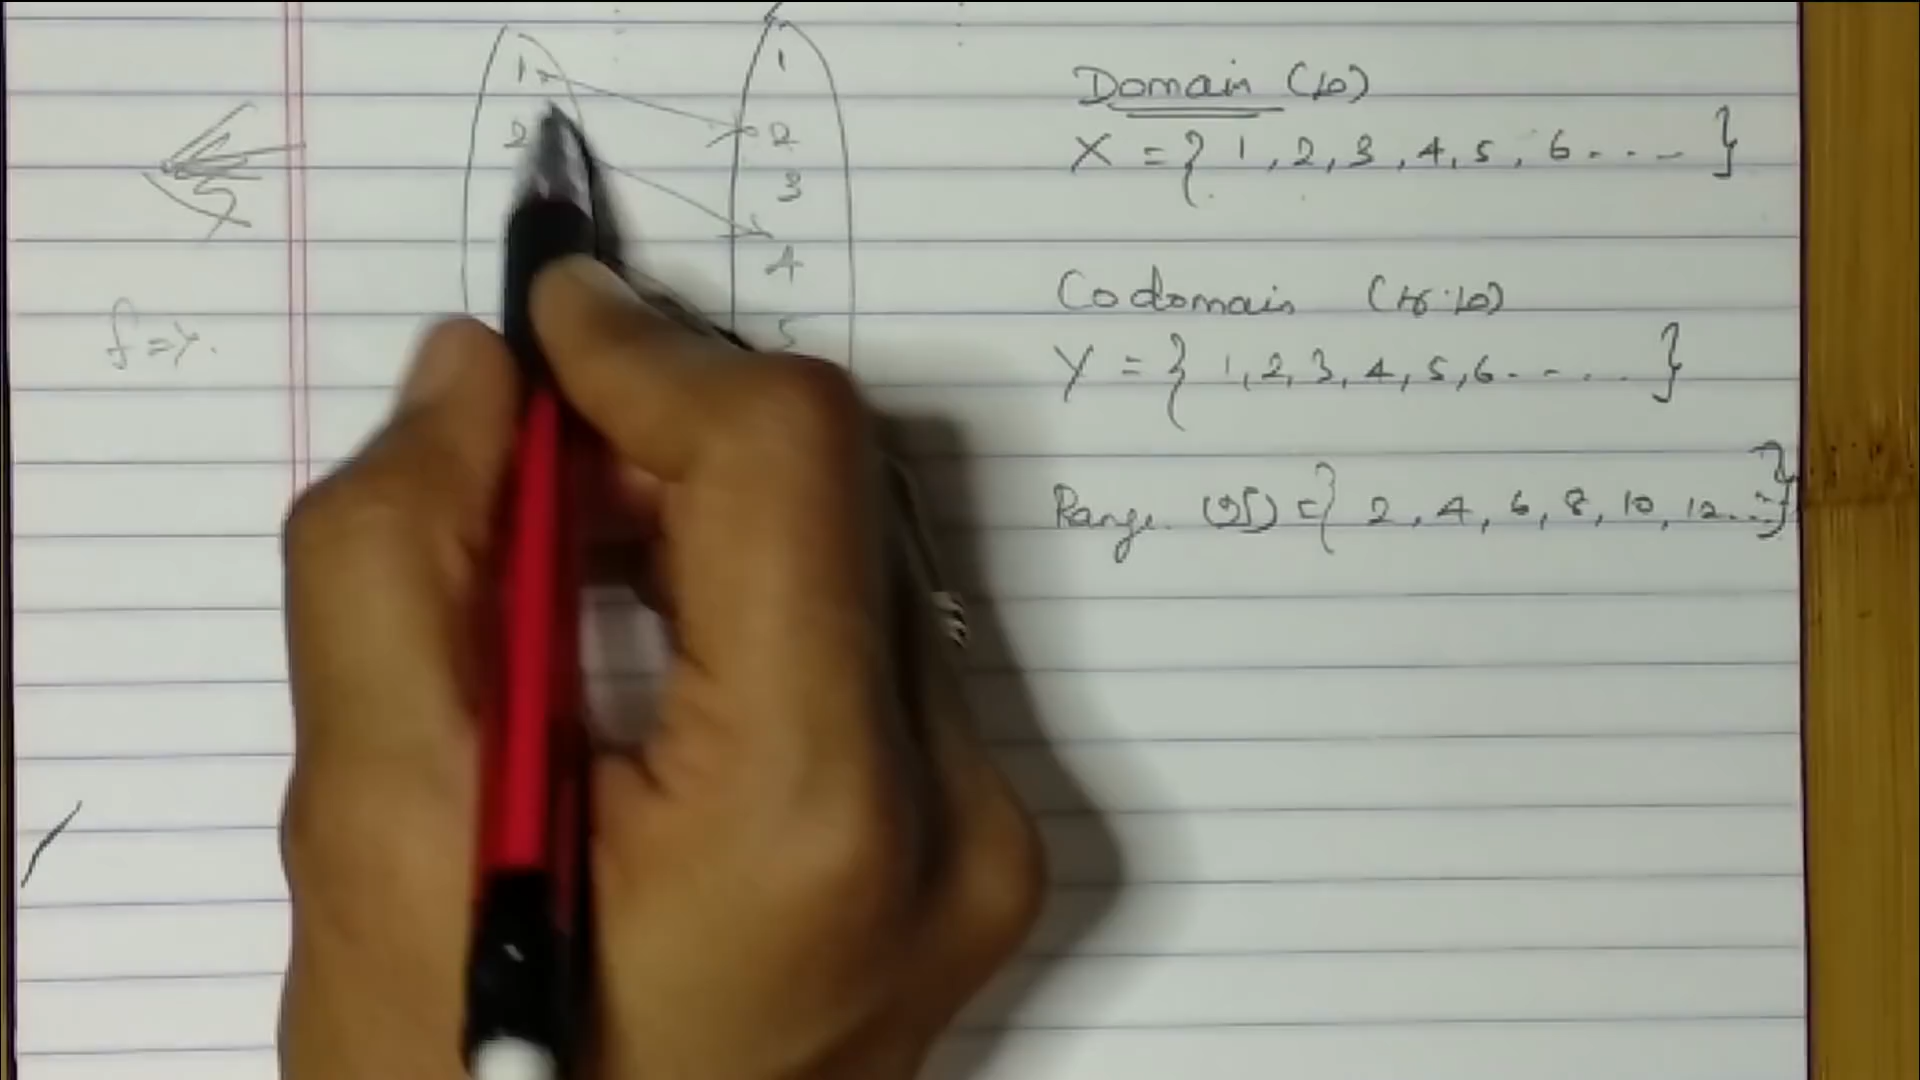 1
2
1
2
3
4
5
f =
Domain
X = { 1, 2, 3, 4, 5, 6 . . . . }
Codomain
Y = { 1, 2, 3, 4, 5, 6 . . . . }
Range = { 2, 4, 6, 8, 10, 12 . . . }